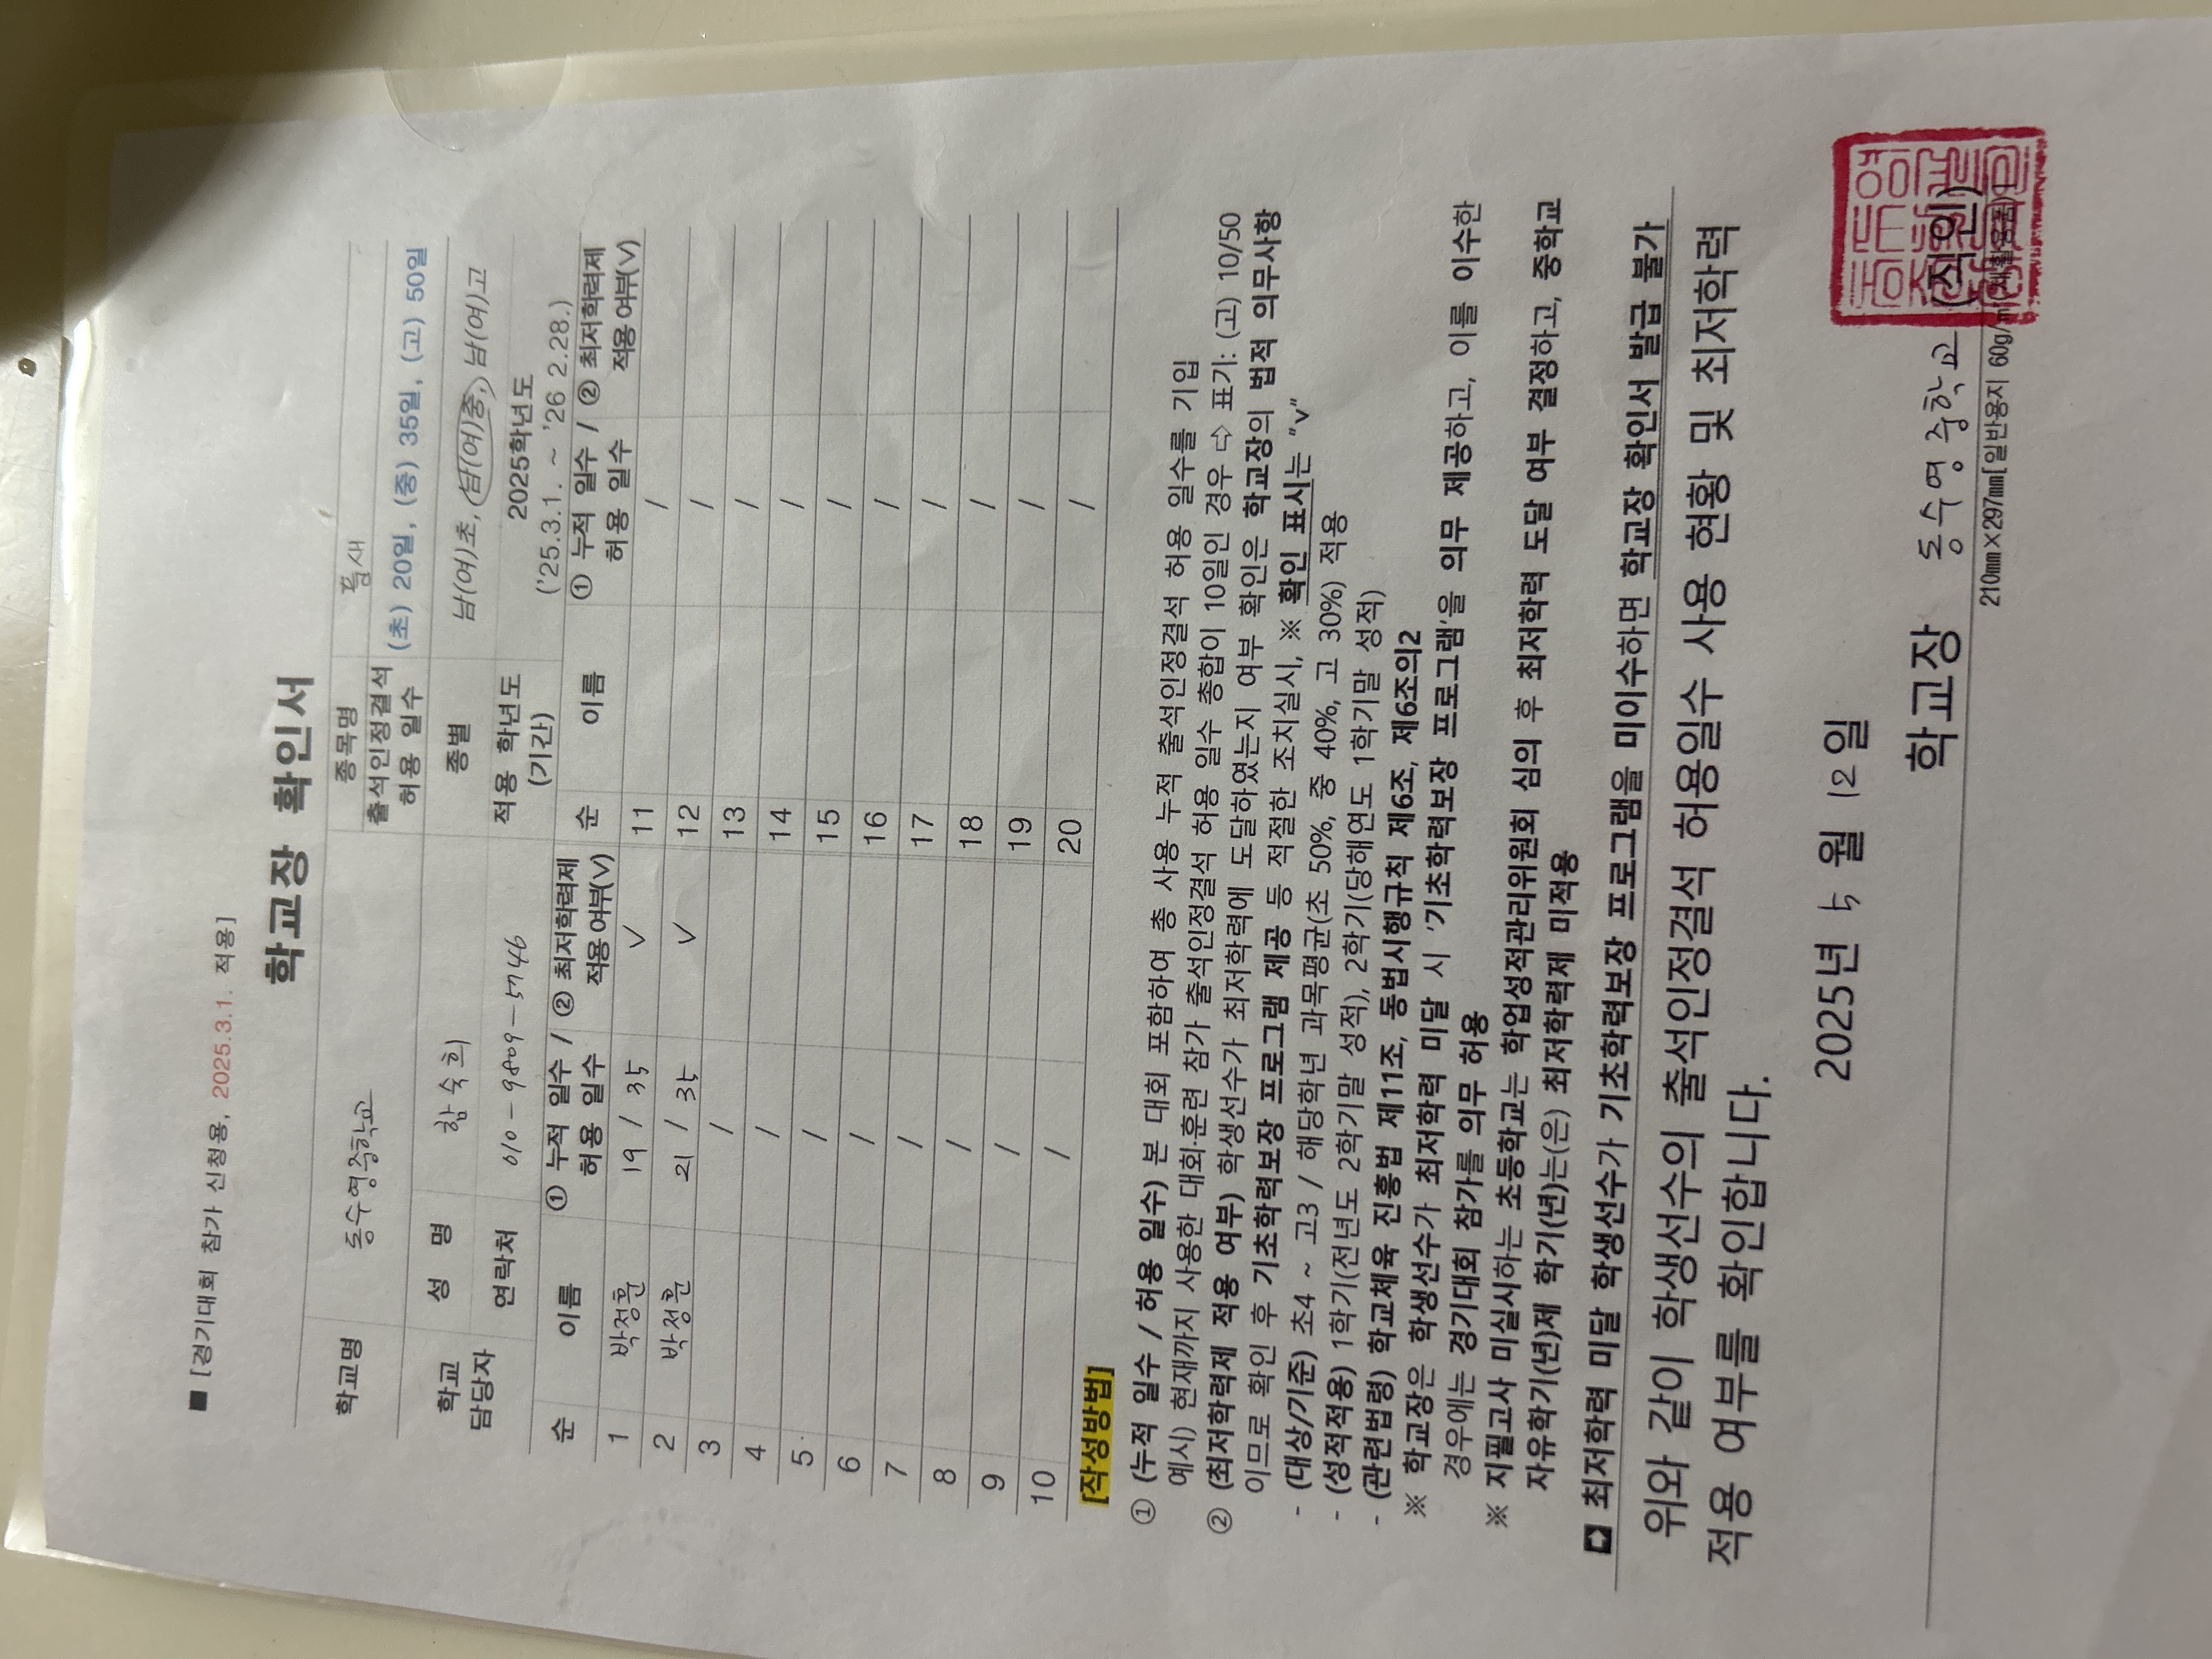 ■ [경기대회 참가 신청용, 2025.3.1. 적용]
학교장 확인서
학교명 동수영중학교 종목명 품새
출석인정결석 허용 일수 (초) 20일, (중) 35일, (고) 50일
학교 담당자 성 명 함숙희 종별 남(여)초, 남(여)중, 남(여)고
연락처 010-9809-5746 적용 학년도 (기간) 2025학년도 ('25.3.1. ~ '26 2.28.)
순 이름 ① 누적 일수 / 허용 일수 ② 최저학력제 적용 여부(V) 순 이름 ① 누적 일수 / 허용 일수 ② 최저학력제 적용 여부(V)
1 박정훈 19 / 35 V 11 /
2 박정훈 21 / 35 V 12 /
3 / 13 /
4 / 14 /
5 / 15 /
6 / 16 /
7 / 17 /
8 / 18 /
9 / 19 /
10 / 20 /
[작성방법]
① (누적 일수 / 허용 일수) 본 대회 포함하여 총 사용 누적 출석인정결석 허용 일수를 기입
예시) 현재까지 사용한 대회·훈련 참가 출석인정결석 허용 일수 총합이 10일인 경우 ⇨ 표기: (고) 10/50
② (최저학력제 적용 여부) 학생선수가 최저학력에 도달하였는지 여부 확인은 학교장의 법적 의무사항
이므로 확인 후 기초학력보장 프로그램 제공 등 적절한 조치실시, ※ 확인 표시는 "v"
- (대상/기준) 초4 ~ 고3 / 해당학년 과목평균(초 50%, 중 40%, 고 30%) 적용
- (성적적용) 1학기(전년도 2학기말 성적), 2학기(당해연도 1학기말 성적)
- (관련법령) 학교체육 진흥법 제11조, 동법시행규칙 제6조, 제6조의2
※ 학교장은 학생선수가 최저학력 미달 시 '기초학력보장 프로그램'을 의무 제공하고, 이를 이수한
경우에는 경기대회 참가를 의무 허용
※ 지필고사 미실시하는 초등학교는 학업성적관리위원회 심의 후 최저학력 도달 여부 결정하고, 중학교
자유학기(년)제 학기(년)는(은) 최저학력제 미적용
최저학력 미달 학생선수가 기초학력보장 프로그램을 미이수하면 학교장 확인서 발급 불가
위와 같이 학생선수의 출석인정결석 허용일수 사용 현황 및 최저학력
적용 여부를 확인합니다.
2025년 5월 12일
학교장 동수영중학교 (직인)
210㎜×297㎜[일반용지 60g/㎡(재활용품)]